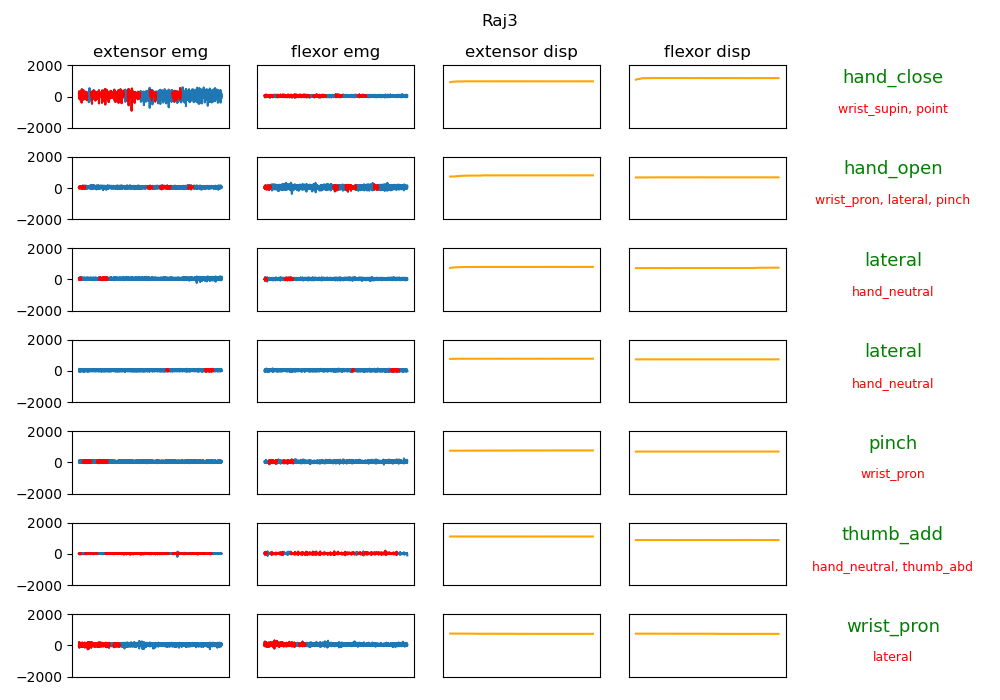 Raj3
extensor emg flexor emg extensor disp flexor disp
2000
0
−2000
hand_close
wrist_supin, point
2000
0
−2000
hand_open
wrist_pron, lateral, pinch
2000
0
−2000
lateral
hand_neutral
2000
0
−2000
lateral
hand_neutral
2000
0
−2000
pinch
wrist_pron
2000
0
−2000
thumb_add
hand_neutral, thumb_abd
2000
0
−2000
wrist_pron
lateral